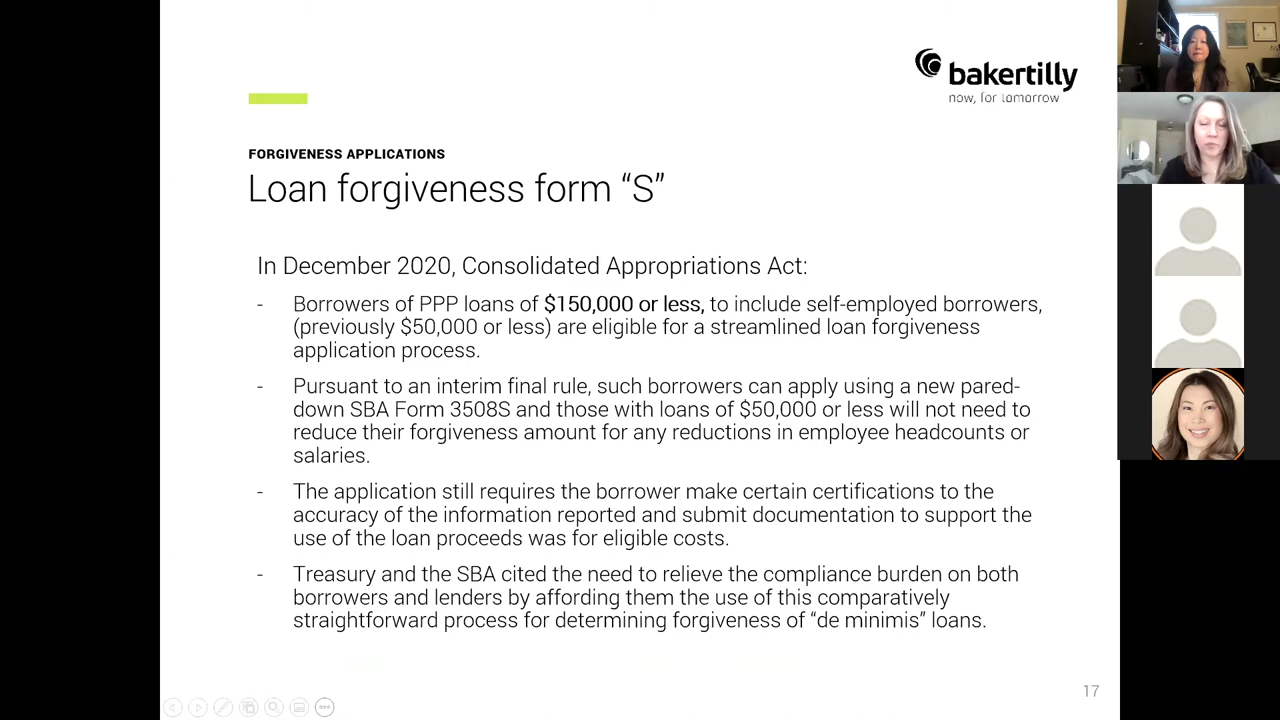 bakertilly
now, for tomorrow
FORGIVENESS APPLICATIONS
Loan forgiveness form “S”
In December 2020, Consolidated Appropriations Act:
- Borrowers of PPP loans of $150,000 or less, to include self-employed borrowers,
(previously $50,000 or less) are eligible for a streamlined loan forgiveness
application process.
- Pursuant to an interim final rule, such borrowers can apply using a new pared-
down SBA Form 3508S and those with loans of $50,000 or less will not need to
reduce their forgiveness amount for any reductions in employee headcounts or
salaries.
- The application still requires the borrower make certain certifications to the
accuracy of the information reported and submit documentation to support the
use of the loan proceeds was for eligible costs.
- Treasury and the SBA cited the need to relieve the compliance burden on both
borrowers and lenders by affording them the use of this comparatively
straightforward process for determining forgiveness of “de minimis” loans.
17